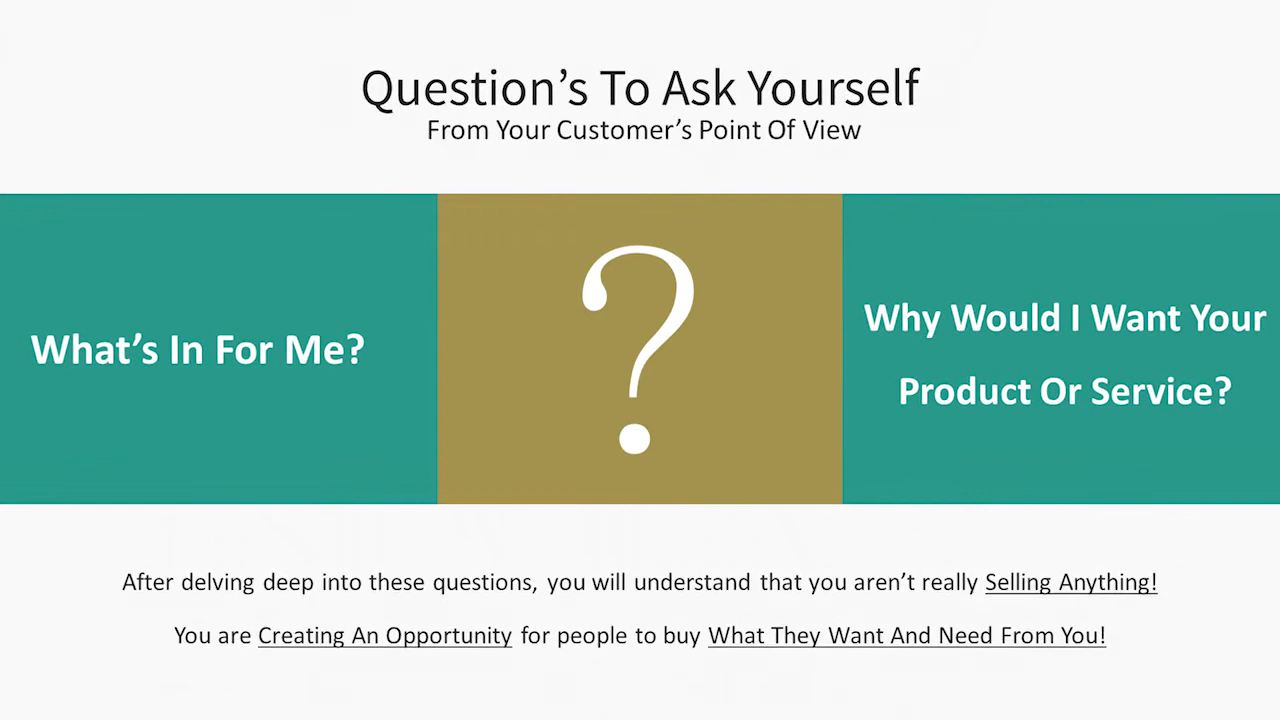 Question’s To Ask Yourself
From Your Customer’s Point Of View
What’s In For Me?
?
Why Would I Want Your
Product Or Service?
After delving deep into these questions, you will understand that you aren’t really Selling Anything!
You are Creating An Opportunity for people to buy What They Want And Need From You!